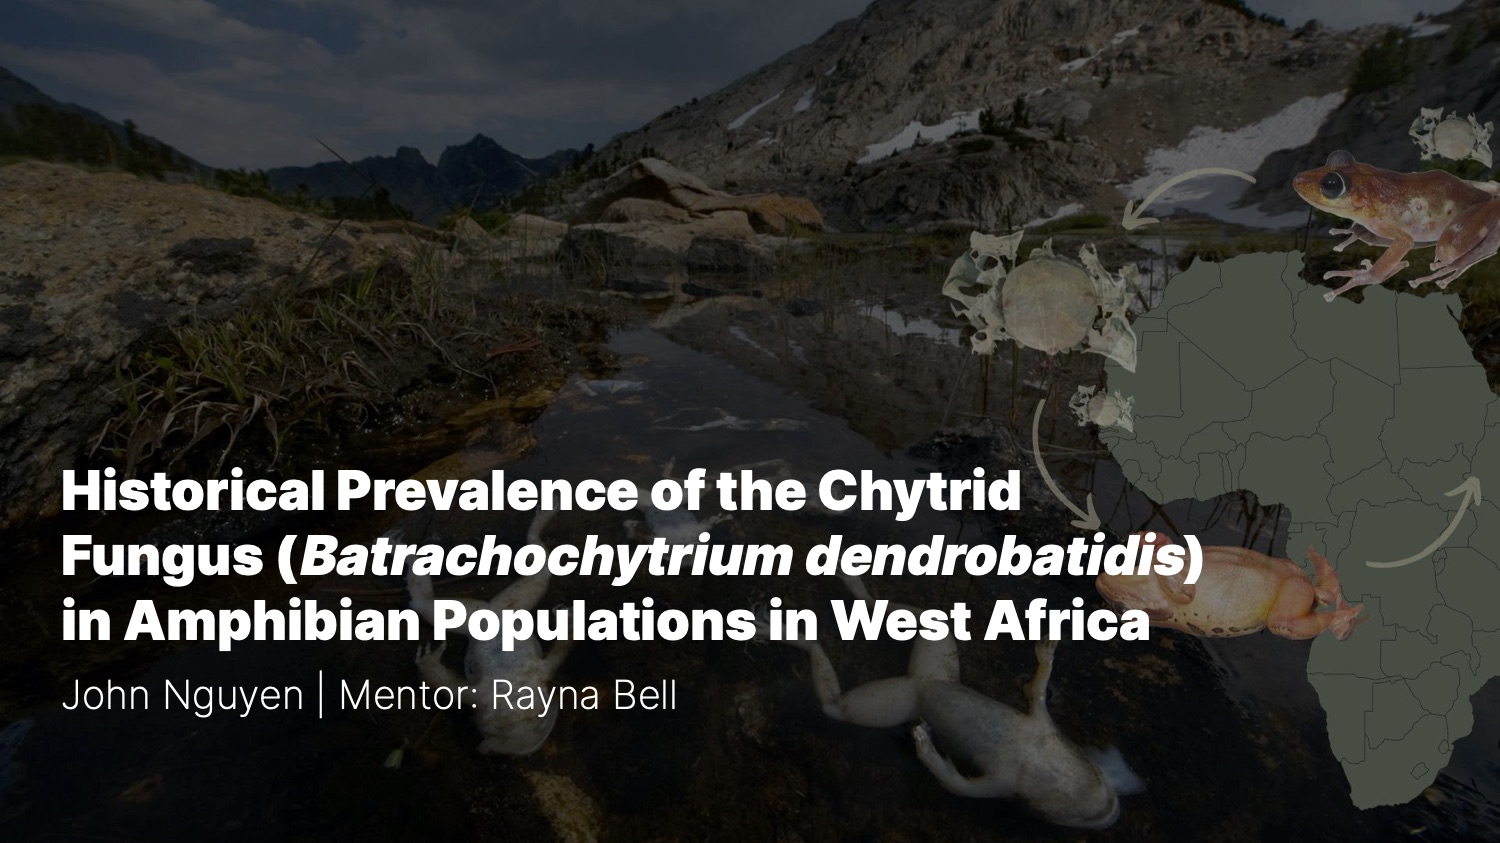 Historical Prevalence of the Chytrid
Fungus (Batrachochytrium dendrobatidis)
in Amphibian Populations in West Africa
John Nguyen | Mentor: Rayna Bell